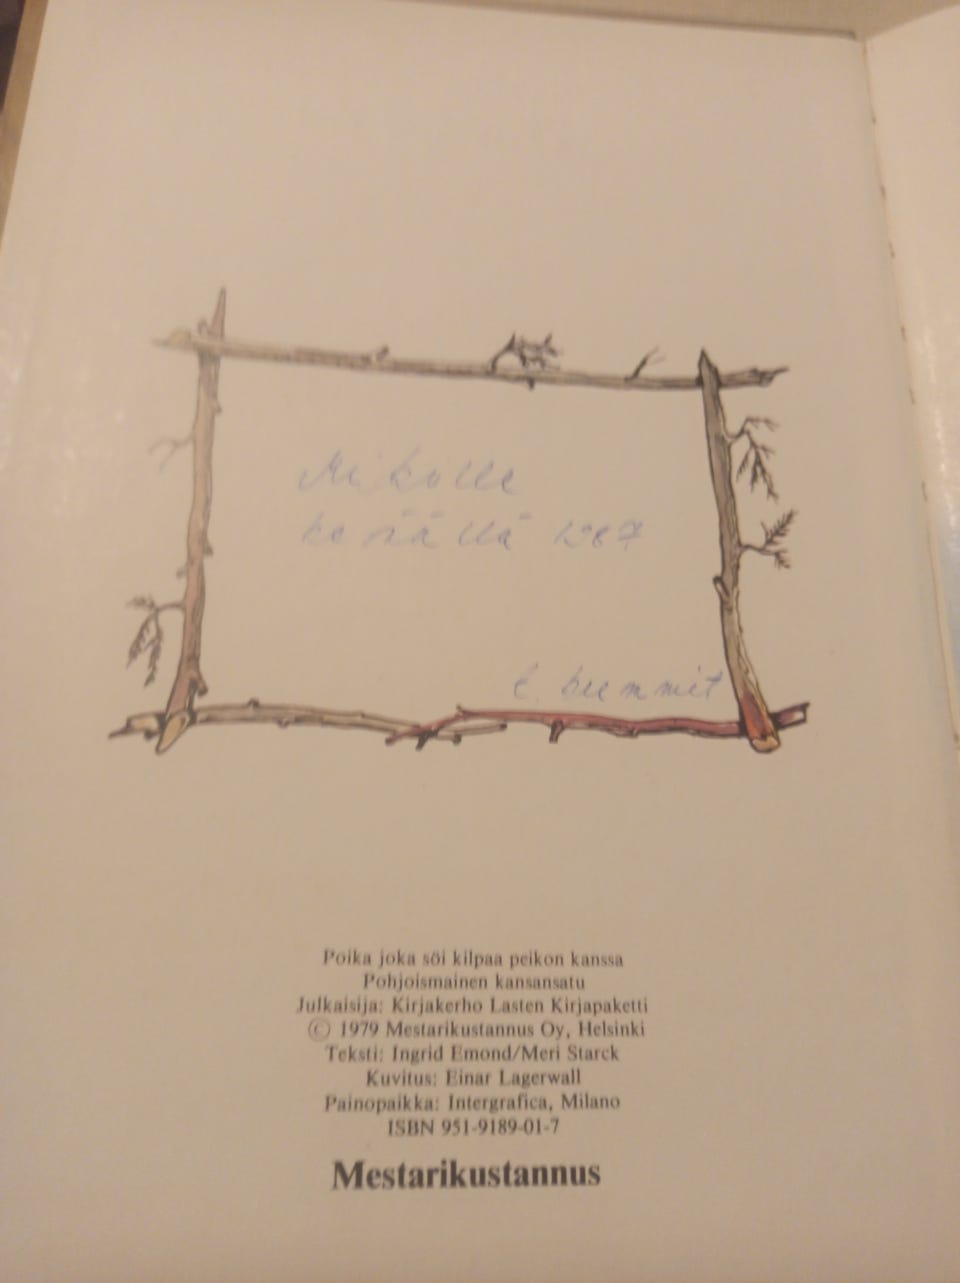 Mikolle
kesällä 1987
t. kummit
Poika joka söi kilpaa peikon kanssa
Pohjoismainen kansansatu
Julkaisija: Kirjakerho Lasten Kirjapaketti
© 1979 Mestarikustannus Oy, Helsinki
Teksti: Ingrid Emond/Meri Starck
Kuvitus: Einar Lagerwall
Painopaikka: Intergrafica, Milano
ISBN 951-9189-01-7
Mestarikustannus